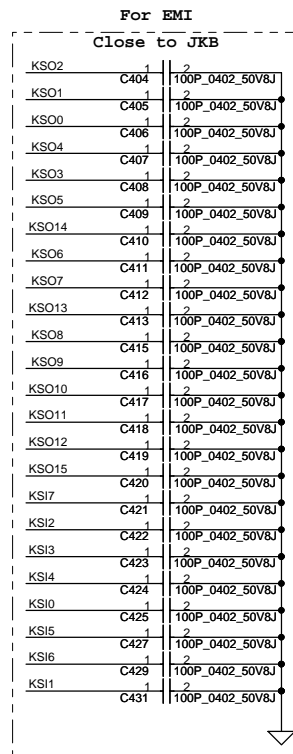 For EMI
Close to JKB
KSO2 1 2
C404 100P_0402_50V8J
KSO1 1 2
C405 100P_0402_50V8J
KSO0 1 2
C406 100P_0402_50V8J
KSO4 1 2
C407 100P_0402_50V8J
KSO3 1 2
C408 100P_0402_50V8J
KSO5 1 2
C409 100P_0402_50V8J
KSO14 1 2
C410 100P_0402_50V8J
KSO6 1 2
C411 100P_0402_50V8J
KSO7 1 2
C412 100P_0402_50V8J
KSO13 1 2
C413 100P_0402_50V8J
KSO8 1 2
C415 100P_0402_50V8J
KSO9 1 2
C416 100P_0402_50V8J
KSO10 1 2
C417 100P_0402_50V8J
KSO11 1 2
C418 100P_0402_50V8J
KSO12 1 2
C419 100P_0402_50V8J
KSO15 1 2
C420 100P_0402_50V8J
KSI7 1 2
C421 100P_0402_50V8J
KSI2 1 2
C422 100P_0402_50V8J
KSI3 1 2
C423 100P_0402_50V8J
KSI4 1 2
C424 100P_0402_50V8J
KSI0 1 2
C425 100P_0402_50V8J
KSI5 1 2
C427 100P_0402_50V8J
KSI6 1 2
C429 100P_0402_50V8J
KSI1 1 2
C431 100P_0402_50V8J